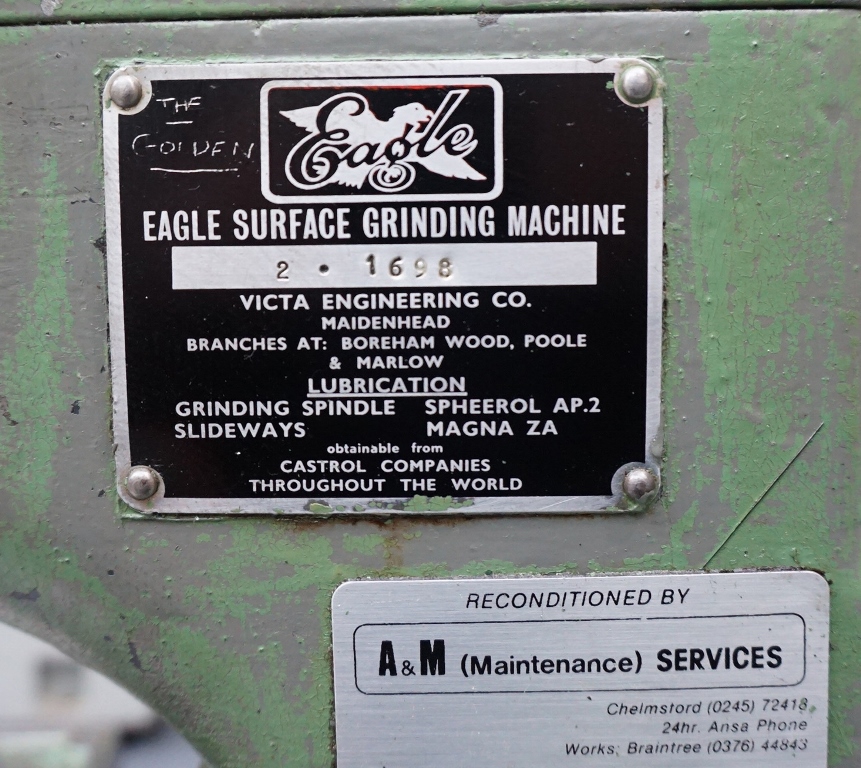 THE
GOLDEN
Eagle
EAGLE SURFACE GRINDING MACHINE
2 • 1698
VICTA ENGINEERING CO.
MAIDENHEAD
BRANCHES AT: BOREHAM WOOD, POOLE
& MARLOW
LUBRICATION
GRINDING SPINDLE SPHEEROL AP.2
SLIDEWAYS MAGNA ZA
obtainable from
CASTROL COMPANIES
THROUGHOUT THE WORLD
RECONDITIONED BY
A & M (Maintenance) SERVICES
Chelmsford (0245) 72418
24hr. Ansa Phone
Works: Braintree (0376) 44843